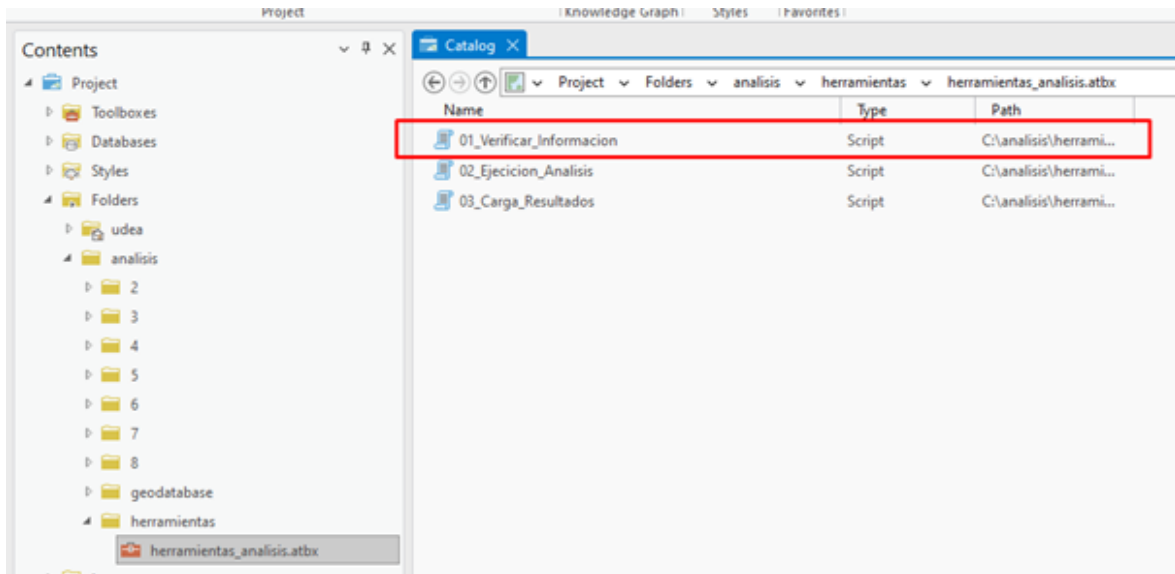 Project Knowledge Graph Styles Favorites
Contents
Project
Toolboxes
Databases
Styles
Folders
udea
analisis
2
3
4
5
6
7
8
geodatabase
herramientas
herramientas_analisis.atbx
Catalog
Project Folders analisis herramientas herramientas_analisis.atbx
Name Type Path
01_Verificar_Informacion Script C:\analisis\herrami...
02_Ejecicion_Analisis Script C:\analisis\herrami...
03_Carga_Resultados Script C:\analisis\herrami...